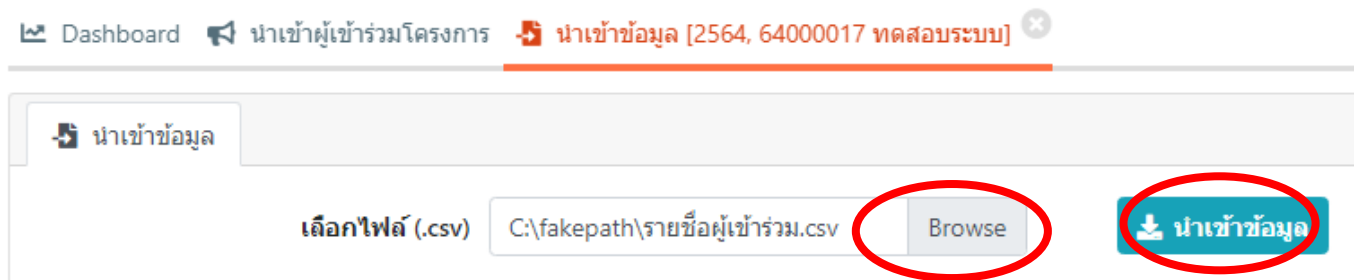 Dashboard นำเข้าผู้เข้าร่วมโครงการ นำเข้าข้อมูล [2564, 64000017 ทดสอบระบบ]
นำเข้าข้อมูล
เลือกไฟล์ (.csv) C:\fakepath\รายชื่อผู้เข้าร่วม.csv Browse นำเข้าข้อมูล